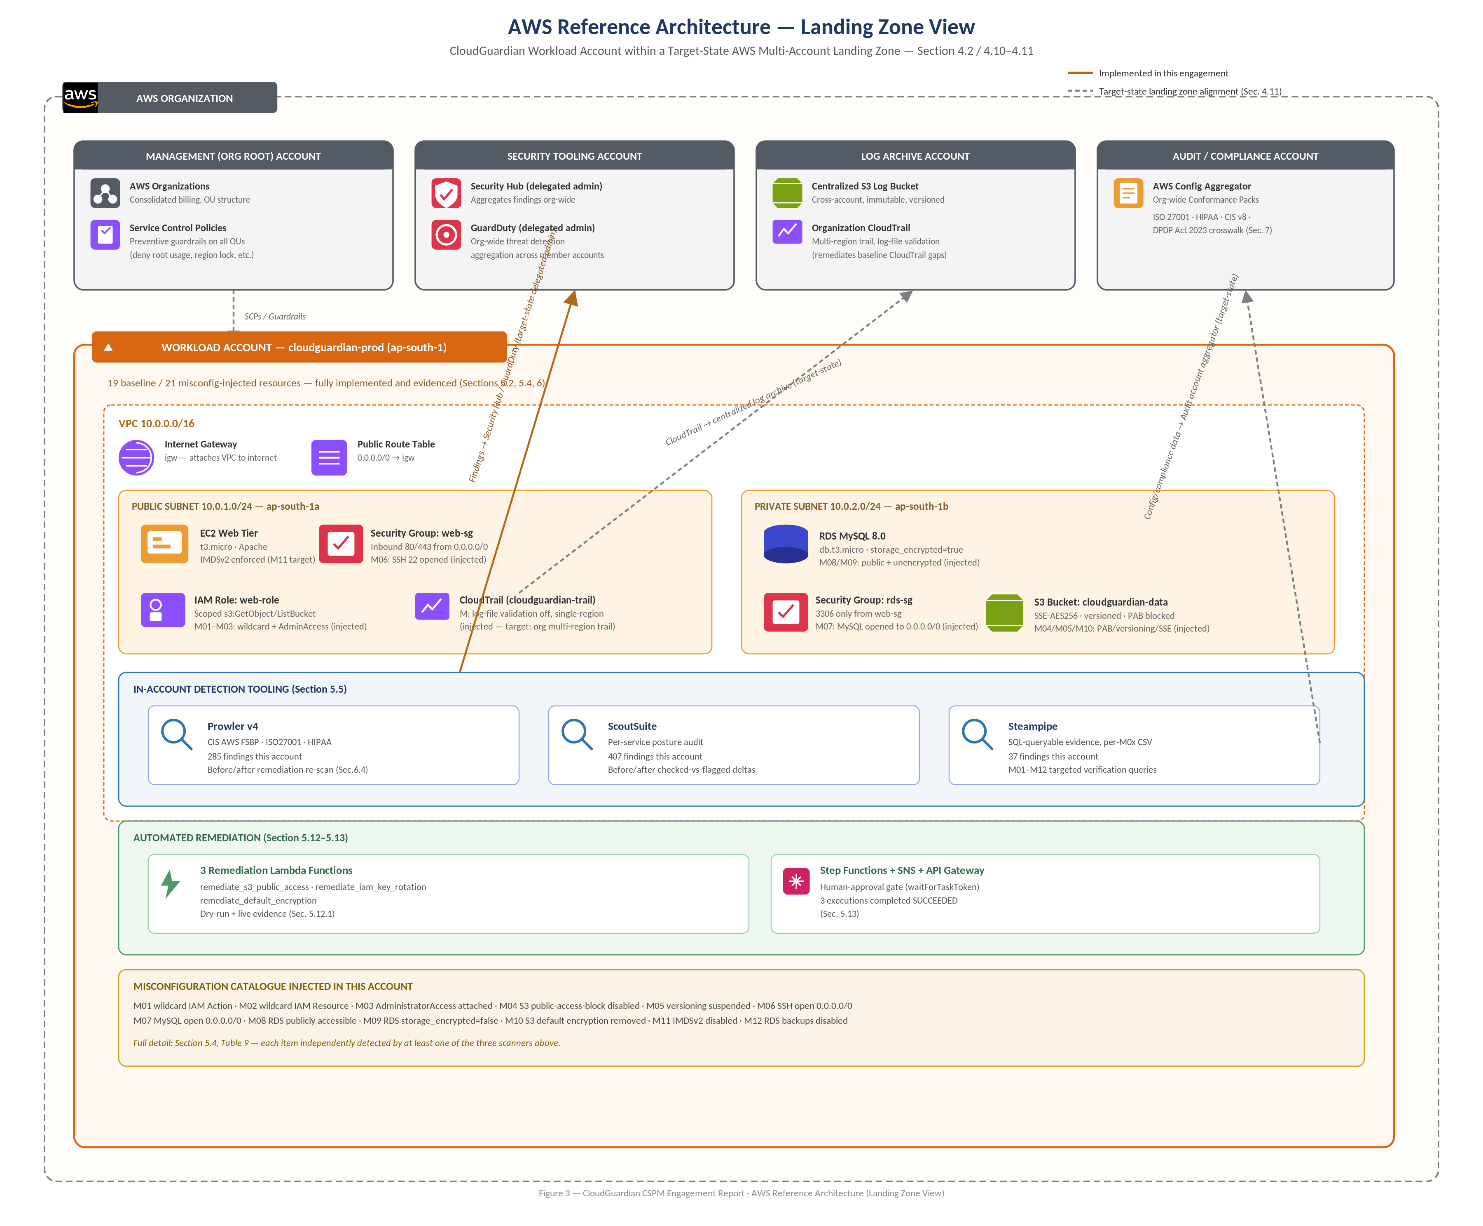 AWS Reference Architecture — Landing Zone View
CloudGuardian Workload Account within a Target-State AWS Multi-Account Landing Zone — Section 4.2 / 4.10–4.11
Implemented in this engagement
Target-state landing zone alignment (Sec. 4.11)
aws
AWS ORGANIZATION
MANAGEMENT (ORG ROOT) ACCOUNT
AWS Organizations
Consolidated billing, OU structure
Service Control Policies
Preventive guardrails on all OUs
(deny root usage, region lock, etc.)
SECURITY TOOLING ACCOUNT
Security Hub (delegated admin)
Aggregates findings org-wide
GuardDuty (delegated admin)
Org-wide threat detection
aggregation across member accounts
LOG ARCHIVE ACCOUNT
Centralized S3 Log Bucket
Cross-account, immutable, versioned
Organization CloudTrail
Multi-region trail, log-file validation
(remediates baseline CloudTrail gaps)
AUDIT / COMPLIANCE ACCOUNT
AWS Config Aggregator
Org-wide Conformance Packs
ISO 27001 · HIPAA · CIS v8 ·
DPDP Act 2023 crosswalk (Sec. 7)
SCPs / Guardrails
Findings → Security Hub / GuardDuty (target-state delegated admin)
CloudTrail → centralized log archive (target-state)
Config/compliance data → Audit account aggregator (target-state)
WORKLOAD ACCOUNT — cloudguardian-prod (ap-south-1)
19 baseline / 21 misconfig-injected resources — fully implemented and evidenced (Sections 5.2, 5.4, 6)
VPC 10.0.0.0/16
Internet Gateway
igw — attaches VPC to internet
Public Route Table
0.0.0.0/0 → igw
PUBLIC SUBNET 10.0.1.0/24 — ap-south-1a
EC2 Web Tier
t3.micro · Apache
IMDSv2 enforced (M11 target)
Security Group: web-sg
Inbound 80/443 from 0.0.0.0/0
M06: SSH 22 opened (injected)
IAM Role: web-role
Scoped s3:GetObject/ListBucket
M01–M03: wildcard + AdminAccess (injected)
CloudTrail (cloudguardian-trail)
M: log-file validation off, single-region
(injected — target: org multi-region trail)
PRIVATE SUBNET 10.0.2.0/24 — ap-south-1b
RDS MySQL 8.0
db.t3.micro · storage_encrypted=true
M08/M09: public + unencrypted (injected)
Security Group: rds-sg
3306 only from web-sg
M07: MySQL opened to 0.0.0.0/0 (injected)
S3 Bucket: cloudguardian-data
SSE-AES256 · versioned · PAB blocked
M04/M05/M10: PAB/versioning/SSE (injected)
IN-ACCOUNT DETECTION TOOLING (Section 5.5)
Prowler v4
CIS AWS FSBP · ISO27001 · HIPAA
285 findings this account
Before/after remediation re-scan (Sec.6.4)
ScoutSuite
Per-service posture audit
407 findings this account
Before/after checked-vs-flagged deltas
Steampipe
SQL-queryable evidence, per-M0x CSV
37 findings this account
M01–M12 targeted verification queries
AUTOMATED REMEDIATION (Section 5.12–5.13)
3 Remediation Lambda Functions
remediate_s3_public_access · remediate_iam_key_rotation
remediate_default_encryption
Dry-run + live evidence (Sec. 5.12.1)
Step Functions + SNS + API Gateway
Human-approval gate (waitForTaskToken)
3 executions completed SUCCEEDED
(Sec. 5.13)
MISCONFIGURATION CATALOGUE INJECTED IN THIS ACCOUNT
M01 wildcard IAM Action · M02 wildcard IAM Resource · M03 AdministratorAccess attached · M04 S3 public-access-block disabled · M05 versioning suspended · M06 SSH open 0.0.0.0/0
M07 MySQL open 0.0.0.0/0 · M08 RDS publicly accessible · M09 RDS storage_encrypted=false · M10 S3 default encryption removed · M11 IMDSv2 disabled · M12 RDS backups disabled
Full detail: Section 5.4, Table 9 — each item independently detected by at least one of the three scanners above.
Figure 3 — CloudGuardian CSPM Engagement Report · AWS Reference Architecture (Landing Zone View)